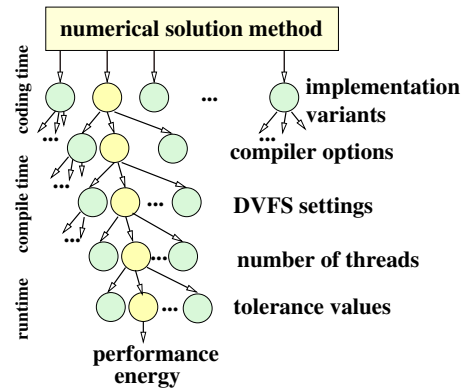 numerical solution method
coding time
implementation
variants
...
...
...
compiler options
compile time
...
DVFS settings
...
...
number of threads
...
runtime
tolerance values
...
performance
energy